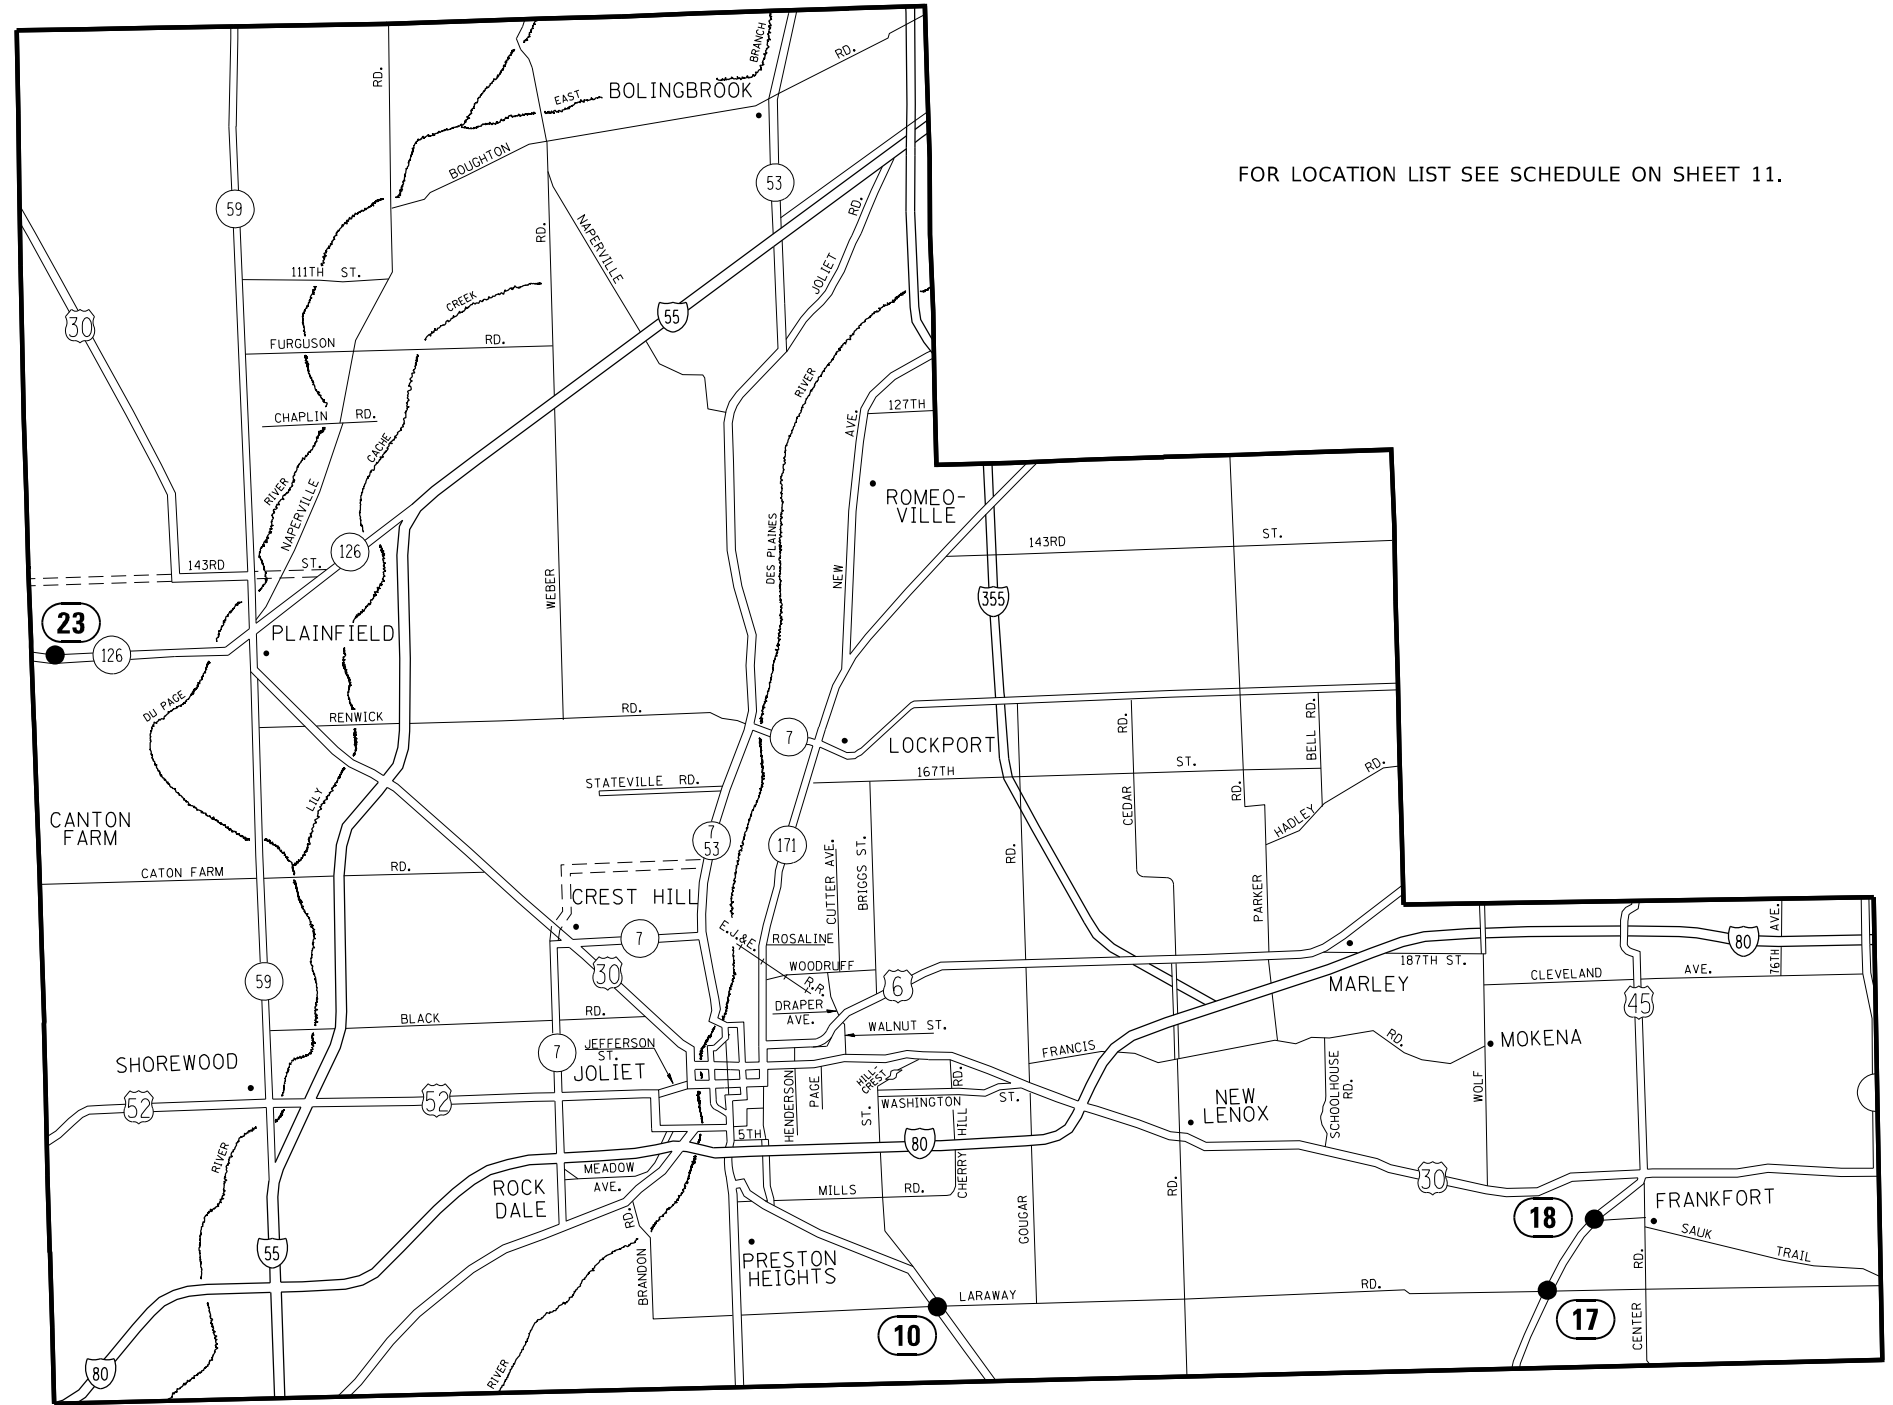 BRANCH
RD.
RD.
EAST
BOLINGBROOK
BOUGHTON
FOR LOCATION LIST SEE SCHEDULE ON SHEET 11.
53
59
RD.
RD.
NAPERVILLE
111TH ST.
JOLIET
CREEK
55
30
FURGUSON RD.
RIVER
CHAPLIN RD.
127TH
AVE.
CACHE
RIVER
NAPERVILLE
ROMEO-
VILLE
126
143RD ST.
DES PLAINES
143RD ST.
NEW
WEBER
355
23
126
PLAINFIELD
DU PAGE
RENWICK RD.
7
LOCKPORT
RD.
BELL RD.
167TH ST.
RD.
STATEVILLE RD.
LILY
CEDAR
RD.
HADLEY
CANTON
FARM
7
53
171
CATON FARM RD.
CUTTER AVE.
BRIGGS ST.
RD.
PARKER
CREST HILL
7
E.J.&E.
R.R.
ROSALINE
WOODRUFF
DRAPER
AVE.
WALNUT ST.
6
30
59
187TH ST.
80
76TH AVE.
CLEVELAND AVE.
MARLEY
45
BLACK RD.
JEFFERSON
ST.
JOLIET
7
SHOREWOOD
52
52
FRANCIS RD.
MOKENA
HENDERSON
PAGE
HILL-
CREST
ST.
WASHINGTON ST.
CHERRY HILL RD.
NEW
LENOX
SCHOOLHOUSE
RD.
WOLF
5TH
80
RIVER
MEADOW
AVE.
ROCK
DALE
MILLS RD.
GOUGAR
RD.
30
FRANKFORT
18
SAUK TRAIL
RD.
55
BRANDON
RD.
PRESTON
HEIGHTS
LARAWAY RD.
10
17
CENTER
RD.
80
RIVER